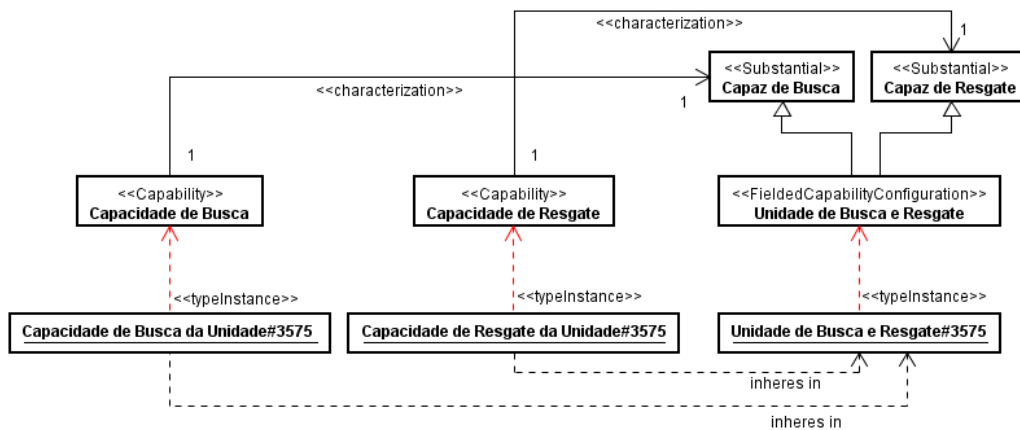 <<characterization>>
1
<<Substantial>>
Capaz de Busca
<<Substantial>>
Capaz de Resgate
<<characterization>>
1
1
1
<<Capability>>
Capacidade de Busca
<<Capability>>
Capacidade de Resgate
<<FieldedCapabilityConfiguration>>
Unidade de Busca e Resgate
<<typeInstance>>
<<typeInstance>>
<<typeInstance>>
Capacidade de Busca da Unidade#3575
Capacidade de Resgate da Unidade#3575
Unidade de Busca e Resgate#3575
inheres in
inheres in